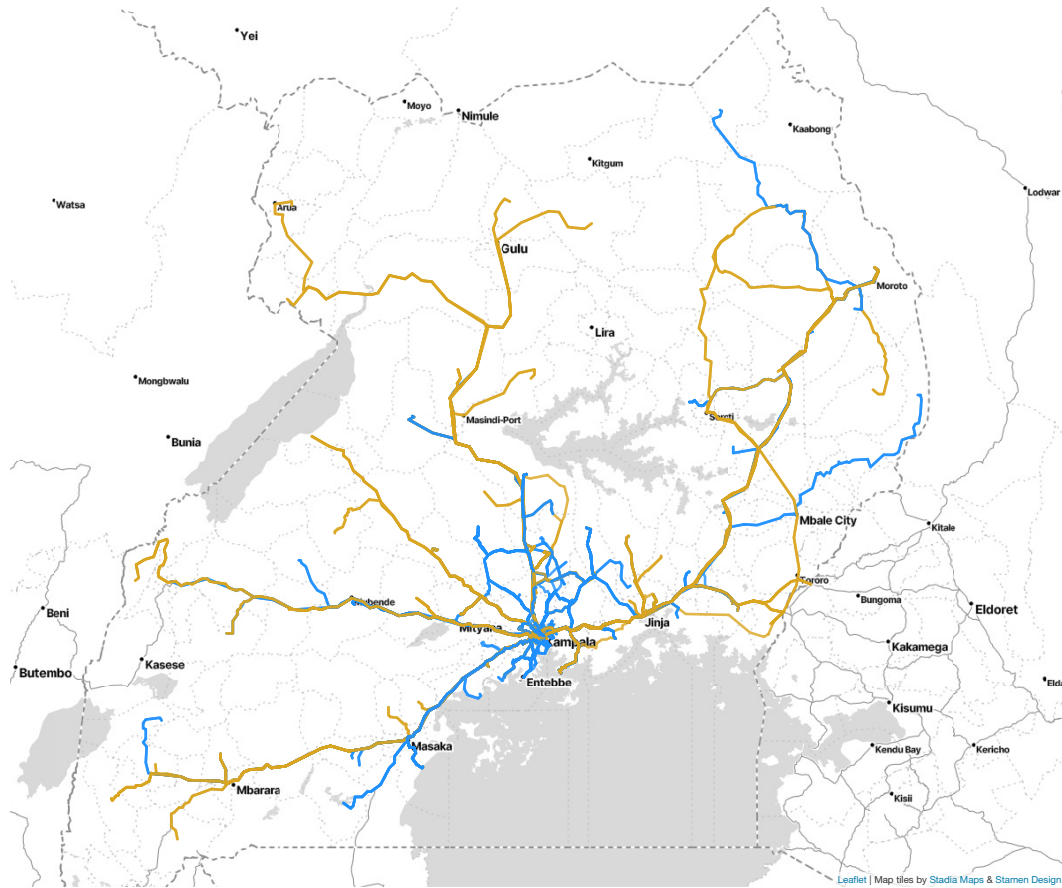 Yei
Kaabong
Moyo
Nimule
Kitgum
Lodwar
Watsa
Arua
Gulu
Moroto
Lira
Mongbwalu
Masindi-Port
Soroti
Bunia
Mbale City
Kitale
Tororo
Bungoma
Beni
Mubende
Eldoret
Mityana
Jinja
Kampala
Kakamega
Butembo
Kasese
Entebbe
Elda
Kisumu
Masaka
Kendu Bay
Kericho
Mbarara
Kisii
Leaflet | Map tiles by Stadia Maps & Stamen Design